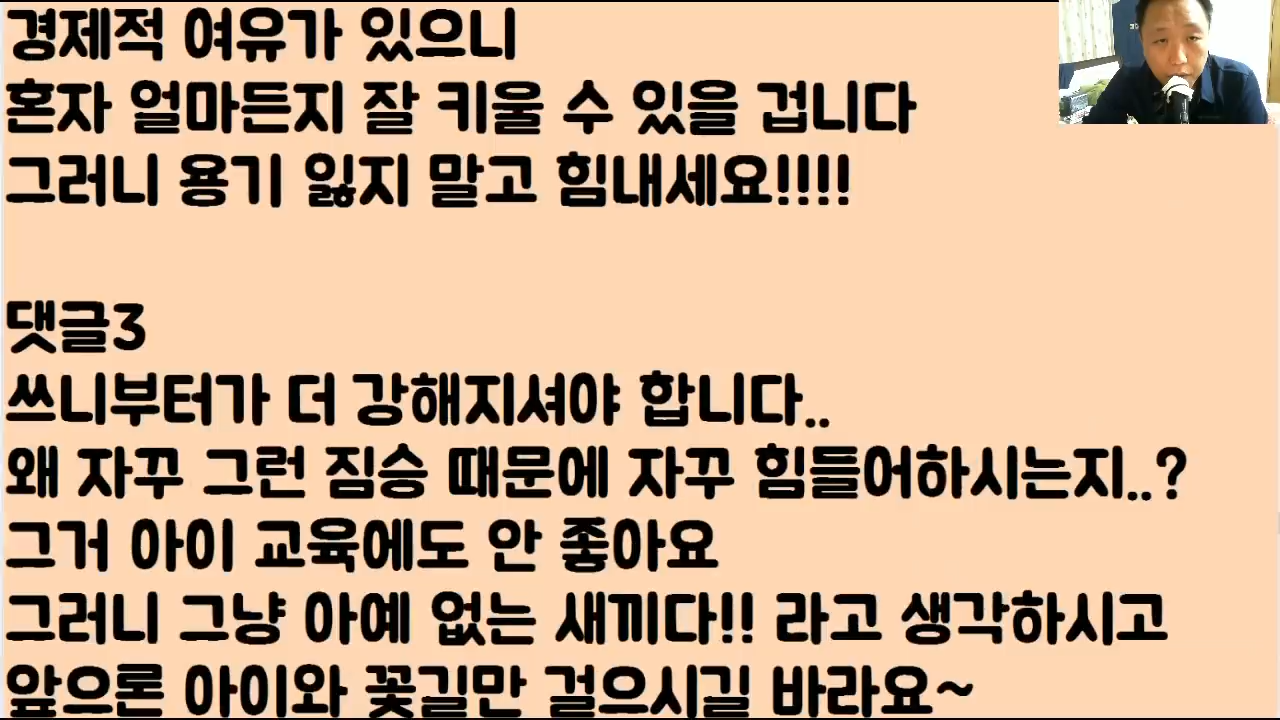 경제적 여유가 있으니
혼자 얼마든지 잘 키울 수 있을 겁니다
그러니 용기 잃지 말고 힘내세요!!!!
댓글3
쓰니부터가 더 강해지셔야 합니다..
왜 자꾸 그런 짐승 때문에 자꾸 힘들어하시는지..?
그거 아이 교육에도 안 좋아요
그러니 그냥 아예 없는 새끼다!! 라고 생각하시고
앞으론 아이와 꽃길만 걸으시길 바라요~